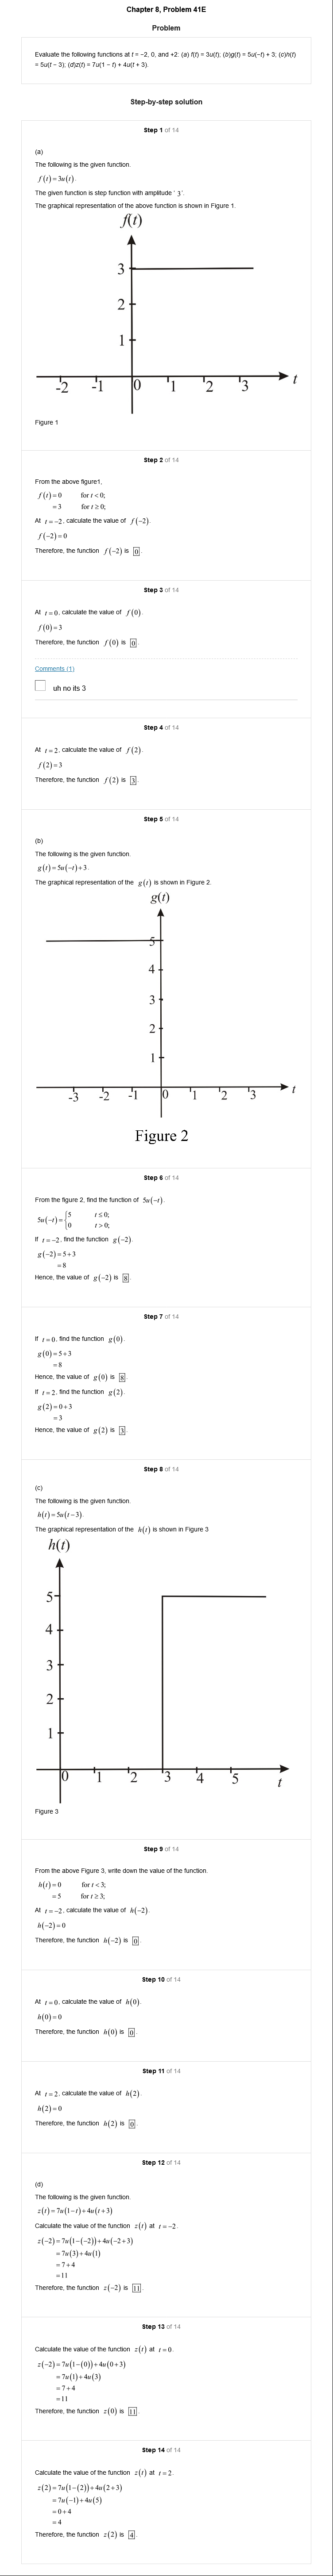 Chapter 8, Problem 41E
Problem
Evaluate the following functions at t = −2, 0, and +2: (a) f(t) = 3u(t); (b)g(t) = 5u(−t) + 3; (c)h(t)
= 5u(t − 3); (d)z(t) = 7u(1 − t) + 4u(t + 3).
Step-by-step solution
Step 1 of 14
(a)
The following is the given function.
f(t)=3u(t).
The given function is step function with amplitude ' 3'.
The graphical representation of the above function is shown in Figure 1.
f(t)
3
2
1
-2 -1 0 1 2 3 t
Figure 1
Step 2 of 14
From the above figure1,
f(t)=0 for t<0;
=3 for t≥0;
At t=−2, calculate the value of f(−2).
f(−2)=0
Therefore, the function f(−2) is 0.
Step 3 of 14
At t=0, calculate the value of f(0).
f(0)=3
Therefore, the function f(0) is 0.
Comments (1)
uh no its 3
Step 4 of 14
At t=2, calculate the value of f(2).
f(2)=3
Therefore, the function f(2) is 3.
Step 5 of 14
(b)
The following is the given function.
g(t)=5u(−t)+3.
The graphical representation of the g(t) is shown in Figure 2.
g(t)
5
4
3
2
1
-3 -2 -1 0 1 2 3 t
Figure 2
Step 6 of 14
From the figure 2, find the function of 5u(−t).
5u(−t)={5 t≤0;
0 t>0;
If t=−2, find the function g(−2).
g(−2)=5+3
=8
Hence, the value of g(−2) is 8.
Step 7 of 14
If t=0, find the function g(0).
g(0)=5+3
=8
Hence, the value of g(0) is 8.
If t=2, find the function g(2).
g(2)=0+3
=3
Hence, the value of g(2) is 3.
Step 8 of 14
(c)
The following is the given function.
h(t)=5u(t−3).
The graphical representation of the h(t) is shown in Figure 3
h(t)
5
4
3
2
1
0 1 2 3 4 5 t
Figure 3
Step 9 of 14
From the above Figure 3, write down the value of the function.
h(t)=0 for t<3;
=5 for t≥3;
At t=−2, calculate the value of h(−2).
h(−2)=0
Therefore, the function h(−2) is 0.
Step 10 of 14
At t=0, calculate the value of h(0).
h(0)=0
Therefore, the function h(0) is 0.
Step 11 of 14
At t=2, calculate the value of h(2).
h(2)=0
Therefore, the function h(2) is 0.
Step 12 of 14
(d)
The following is the given function.
z(t)=7u(1−t)+4u(t+3)
Calculate the value of the function z(t) at t=−2.
z(−2)=7u(1−(−2))+4u(−2+3)
=7u(3)+4u(1)
=7+4
=11
Therefore, the function z(−2) is 11.
Step 13 of 14
Calculate the value of the function z(t) at t=0.
z(−2)=7u(1−(0))+4u(0+3)
=7u(1)+4u(3)
=7+4
=11
Therefore, the function z(0) is 11.
Step 14 of 14
Calculate the value of the function z(t) at t=2.
z(2)=7u(1−(2))+4u(2+3)
=7u(−1)+4u(5)
=0+4
=4
Therefore, the function z(2) is 4.